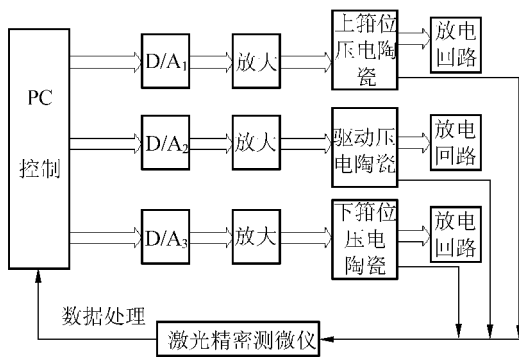 PC
控制
D/A₁
放大
上箝位
压电陶
瓷
放电
回路
D/A₂
放大
驱动压
电陶瓷
放电
回路
D/A₃
放大
下箝位
压电
陶瓷
放电
回路
数据处理
激光精密测微仪